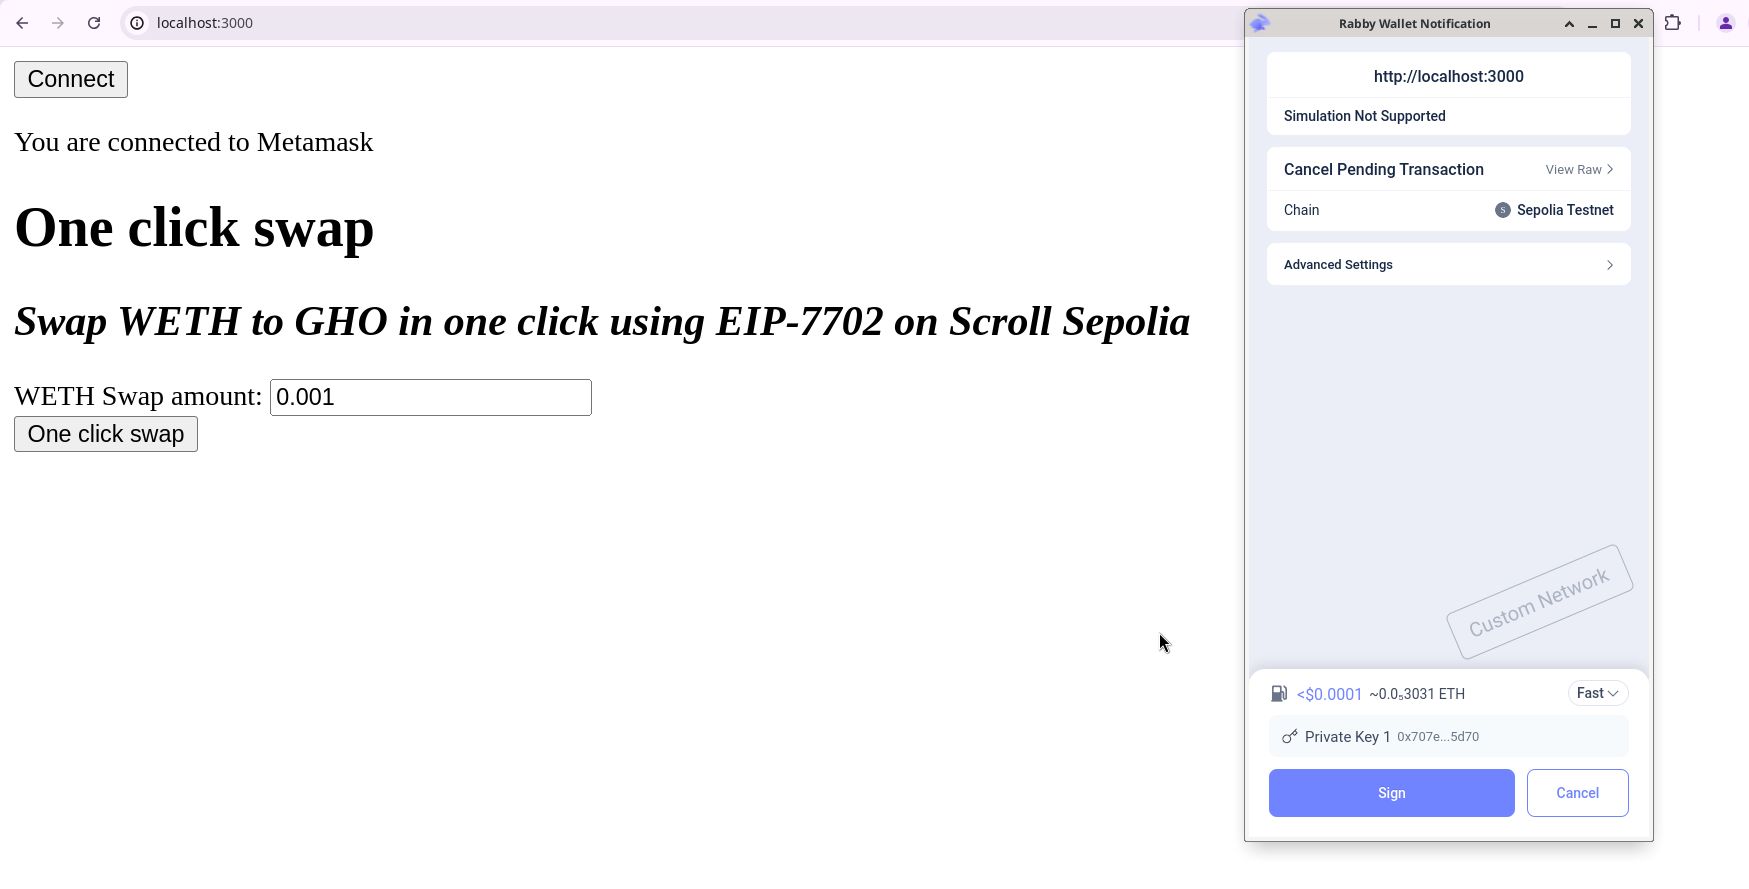 localhost:3000
Connect
You are connected to Metamask
One click swap
Swap WETH to GHO in one click using EIP-7702 on Scroll Sepolia
WETH Swap amount: 0.001
One click swap
Rabby Wallet Notification
http://localhost:3000
Simulation Not Supported
Cancel Pending Transaction View Raw
Chain S Sepolia Testnet
Advanced Settings
Custom Network
<$0.0001 ~0.0₅3031 ETH Fast
Private Key 1 0x707e...5d70
Sign Cancel